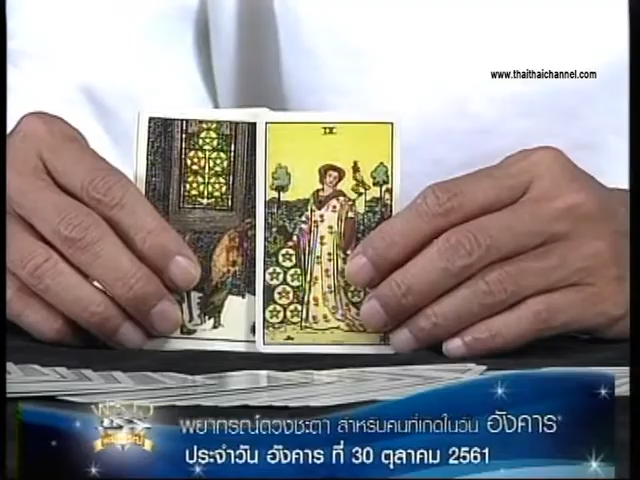 www.thaithaichannel.com
IX
พยากรณ์ดวงชะตา สำหรับคนที่เกิดในวัน อังคาร
ประจำวัน อังคาร ที่ 30 ตุลาคม 2561